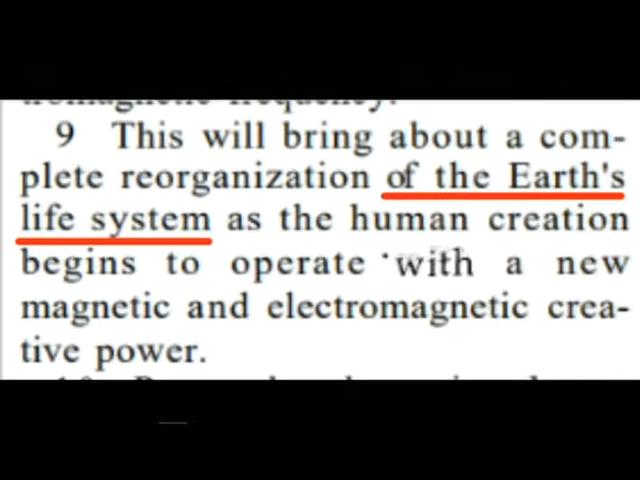 9 This will bring about a com-
plete reorganization of the Earth's
life system as the human creation
begins to operate with a new
magnetic and electromagnetic crea-
tive power.